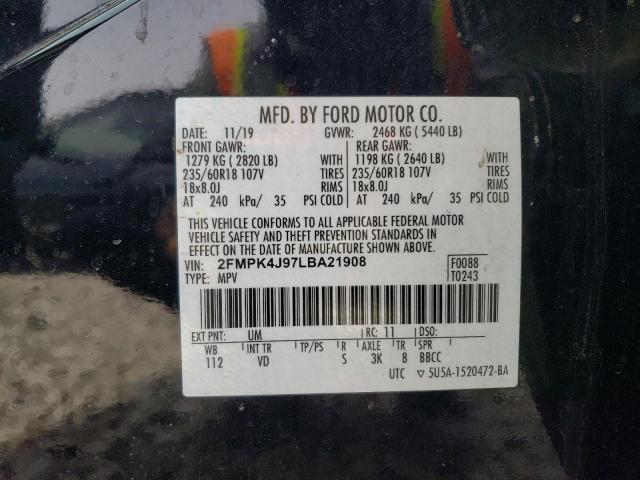 MFD. BY FORD MOTOR CO.
DATE: 11/19 GVWR: 2468 KG ( 5440 LB)
FRONT GAWR: REAR GAWR:
1279 KG ( 2820 LB) WITH 1198 KG ( 2640 LB) WITH
235/60R18 107V TIRES 235/60R18 107V TIRES
18x8.0J RIMS 18x8.0J RIMS
AT 240 kPa/ 35 PSI COLD AT 240 kPa/ 35 PSI COLD
THIS VEHICLE CONFORMS TO ALL APPLICABLE FEDERAL MOTOR
VEHICLE SAFETY AND THEFT PREVENTION STANDARDS IN
EFFECT ON THE DATE OF MANUFACTURE SHOWN ABOVE.
VIN: 2FMPK4J97LBA21908 F0088
TYPE: MPV T0243
EXT PNT: UM RC: 11 DSO:
WB INT TR TP/PS R AXLE TR SPR
112 VD S 3K 8 BBCC
UTC ▽ 5U5A-1520472-BA